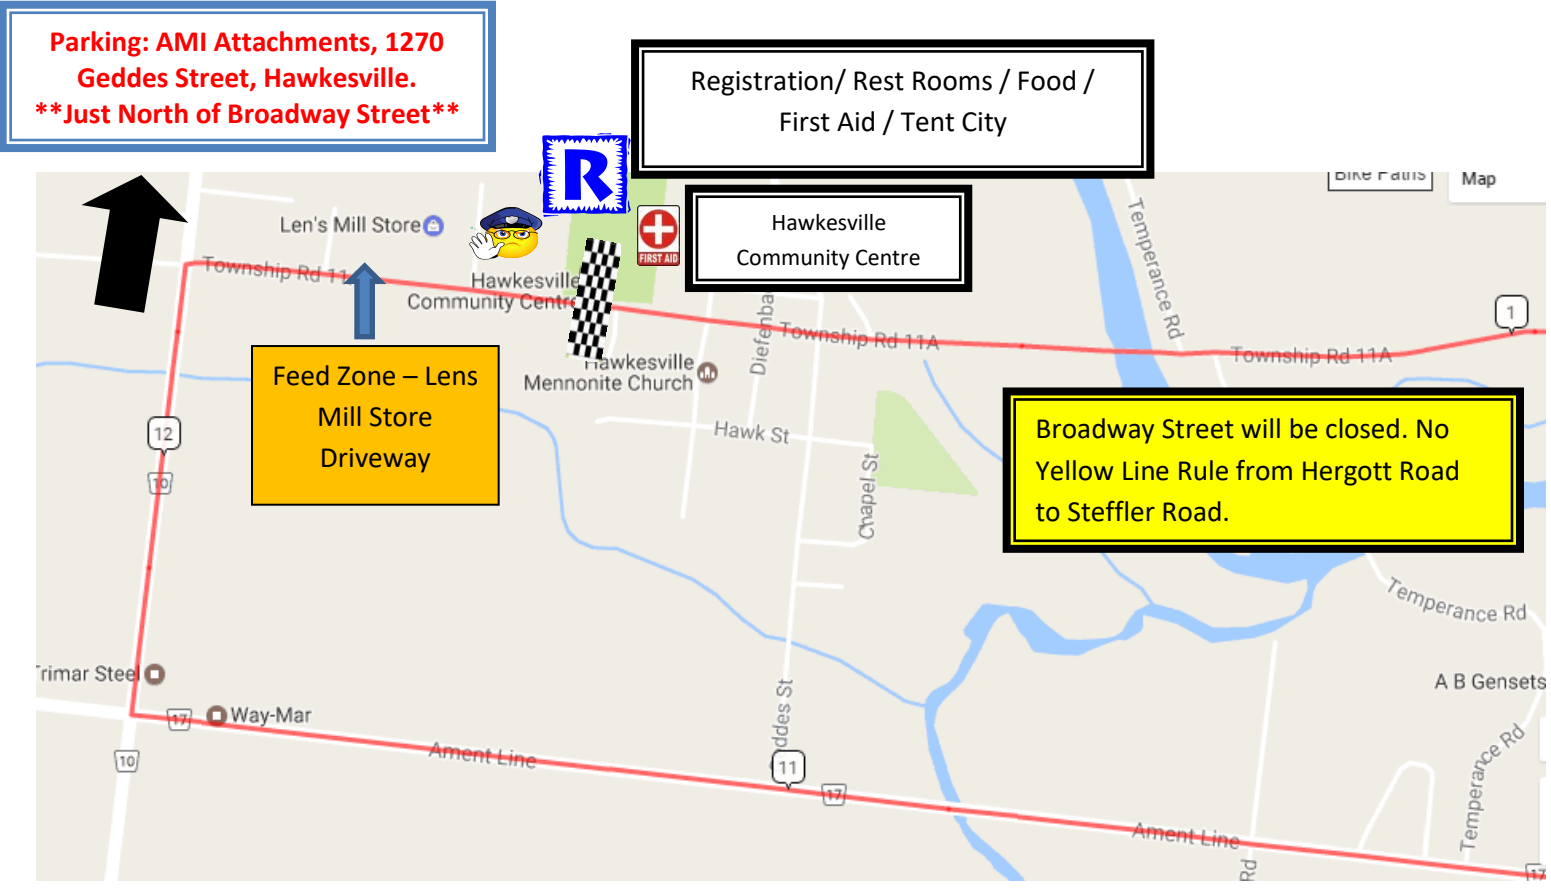 Parking: AMI Attachments, 1270
Geddes Street, Hawkesville.
**Just North of Broadway Street**
Registration/ Rest Rooms / Food /
First Aid / Tent City
R
Bike Paths
Map
Len's Mill Store
FIRST AID
Hawkesville
Community Centre
Township Rd 11
Hawkesville
Community Centre
Temperance Rd
1
Township Rd 11A
Township Rd 11A
Hawkesville
Mennonite Church
Feed Zone – Lens
Mill Store
Driveway
12
10
Hawk St
Chapel St
Broadway Street will be closed. No
Yellow Line Rule from Hergott Road
to Steffler Road.
Temperance Rd
Trimar Steel
A B Gensets
17
Way-Mar
10
Ament Line
11
17
Temperance Rd
Ament Line
Rd
17